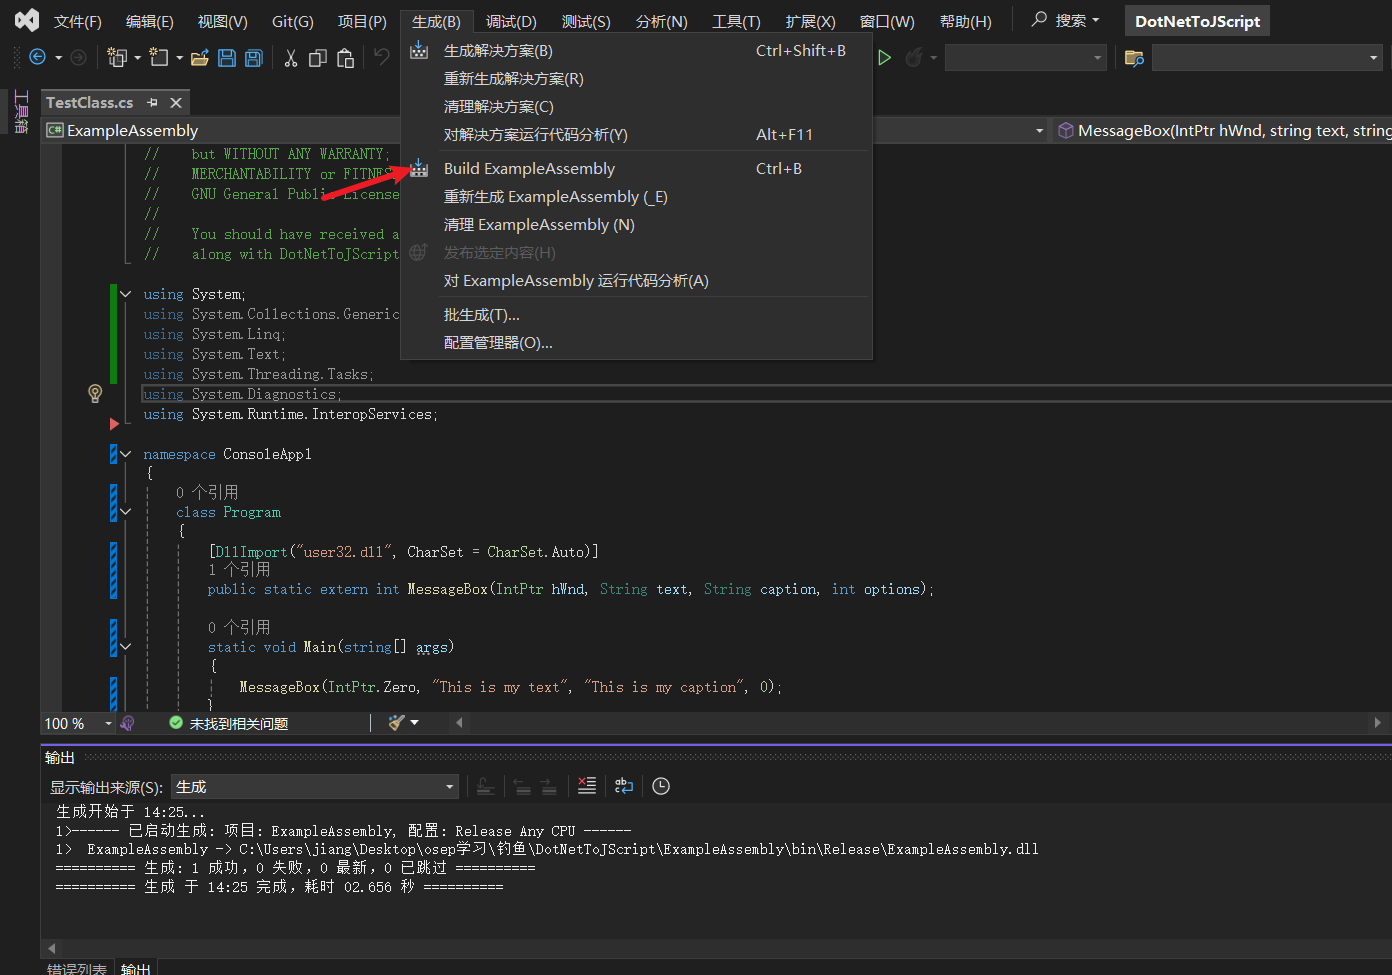 文件(F) 编辑(E) 视图(V) Git(G) 项目(P) 生成(B) 调试(D) 测试(S) 分析(N) 工具(T) 扩展(X) 窗口(W) 帮助(H) 搜索 DotNetToJScript
工具箱
TestClass.cs
ExampleAssembly
MessageBox(IntPtr hWnd, string text, string
生成解决方案(B) Ctrl+Shift+B
重新生成解决方案(R)
清理解决方案(C)
对解决方案运行代码分析(Y) Alt+F11
Build ExampleAssembly Ctrl+B
重新生成 ExampleAssembly (_E)
清理 ExampleAssembly (N)
发布选定内容(H)
对 ExampleAssembly 运行代码分析(A)
批生成(T)...
配置管理器(O)...
// but WITHOUT ANY WARRANTY;
// MERCHANTABILITY or
// GNU General Public License
//
// You should have received a
// along with DotNetToJScript
using System;
using System.Collections.Generic
using System.Linq;
using System.Text;
using System.Threading.Tasks;
using System.Diagnostics;
using System.Runtime.InteropServices;
namespace ConsoleApp1
{
0 个引用
class Program
{
[DllImport("user32.dll", CharSet = CharSet.Auto)]
1 个引用
public static extern int MessageBox(IntPtr hWnd, String text, String caption, int options);
0 个引用
static void Main(string[] args)
{
MessageBox(IntPtr.Zero, "This is my text", "This is my caption", 0);
}
100 % 未找到相关问题
输出
显示输出来源(S): 生成
生成开始于 14:25...
1>------ 已启动生成: 项目: ExampleAssembly, 配置: Release Any CPU ------
1> ExampleAssembly -> C:\Users\jiang\Desktop\osep学习\钓鱼\DotNetToJScript\ExampleAssembly\bin\Release\ExampleAssembly.dll
========== 生成: 1 成功，0 失败，0 最新，0 已跳过 ==========
========== 生成 于 14:25 完成，耗时 02.656 秒 ==========
错误列表 输出